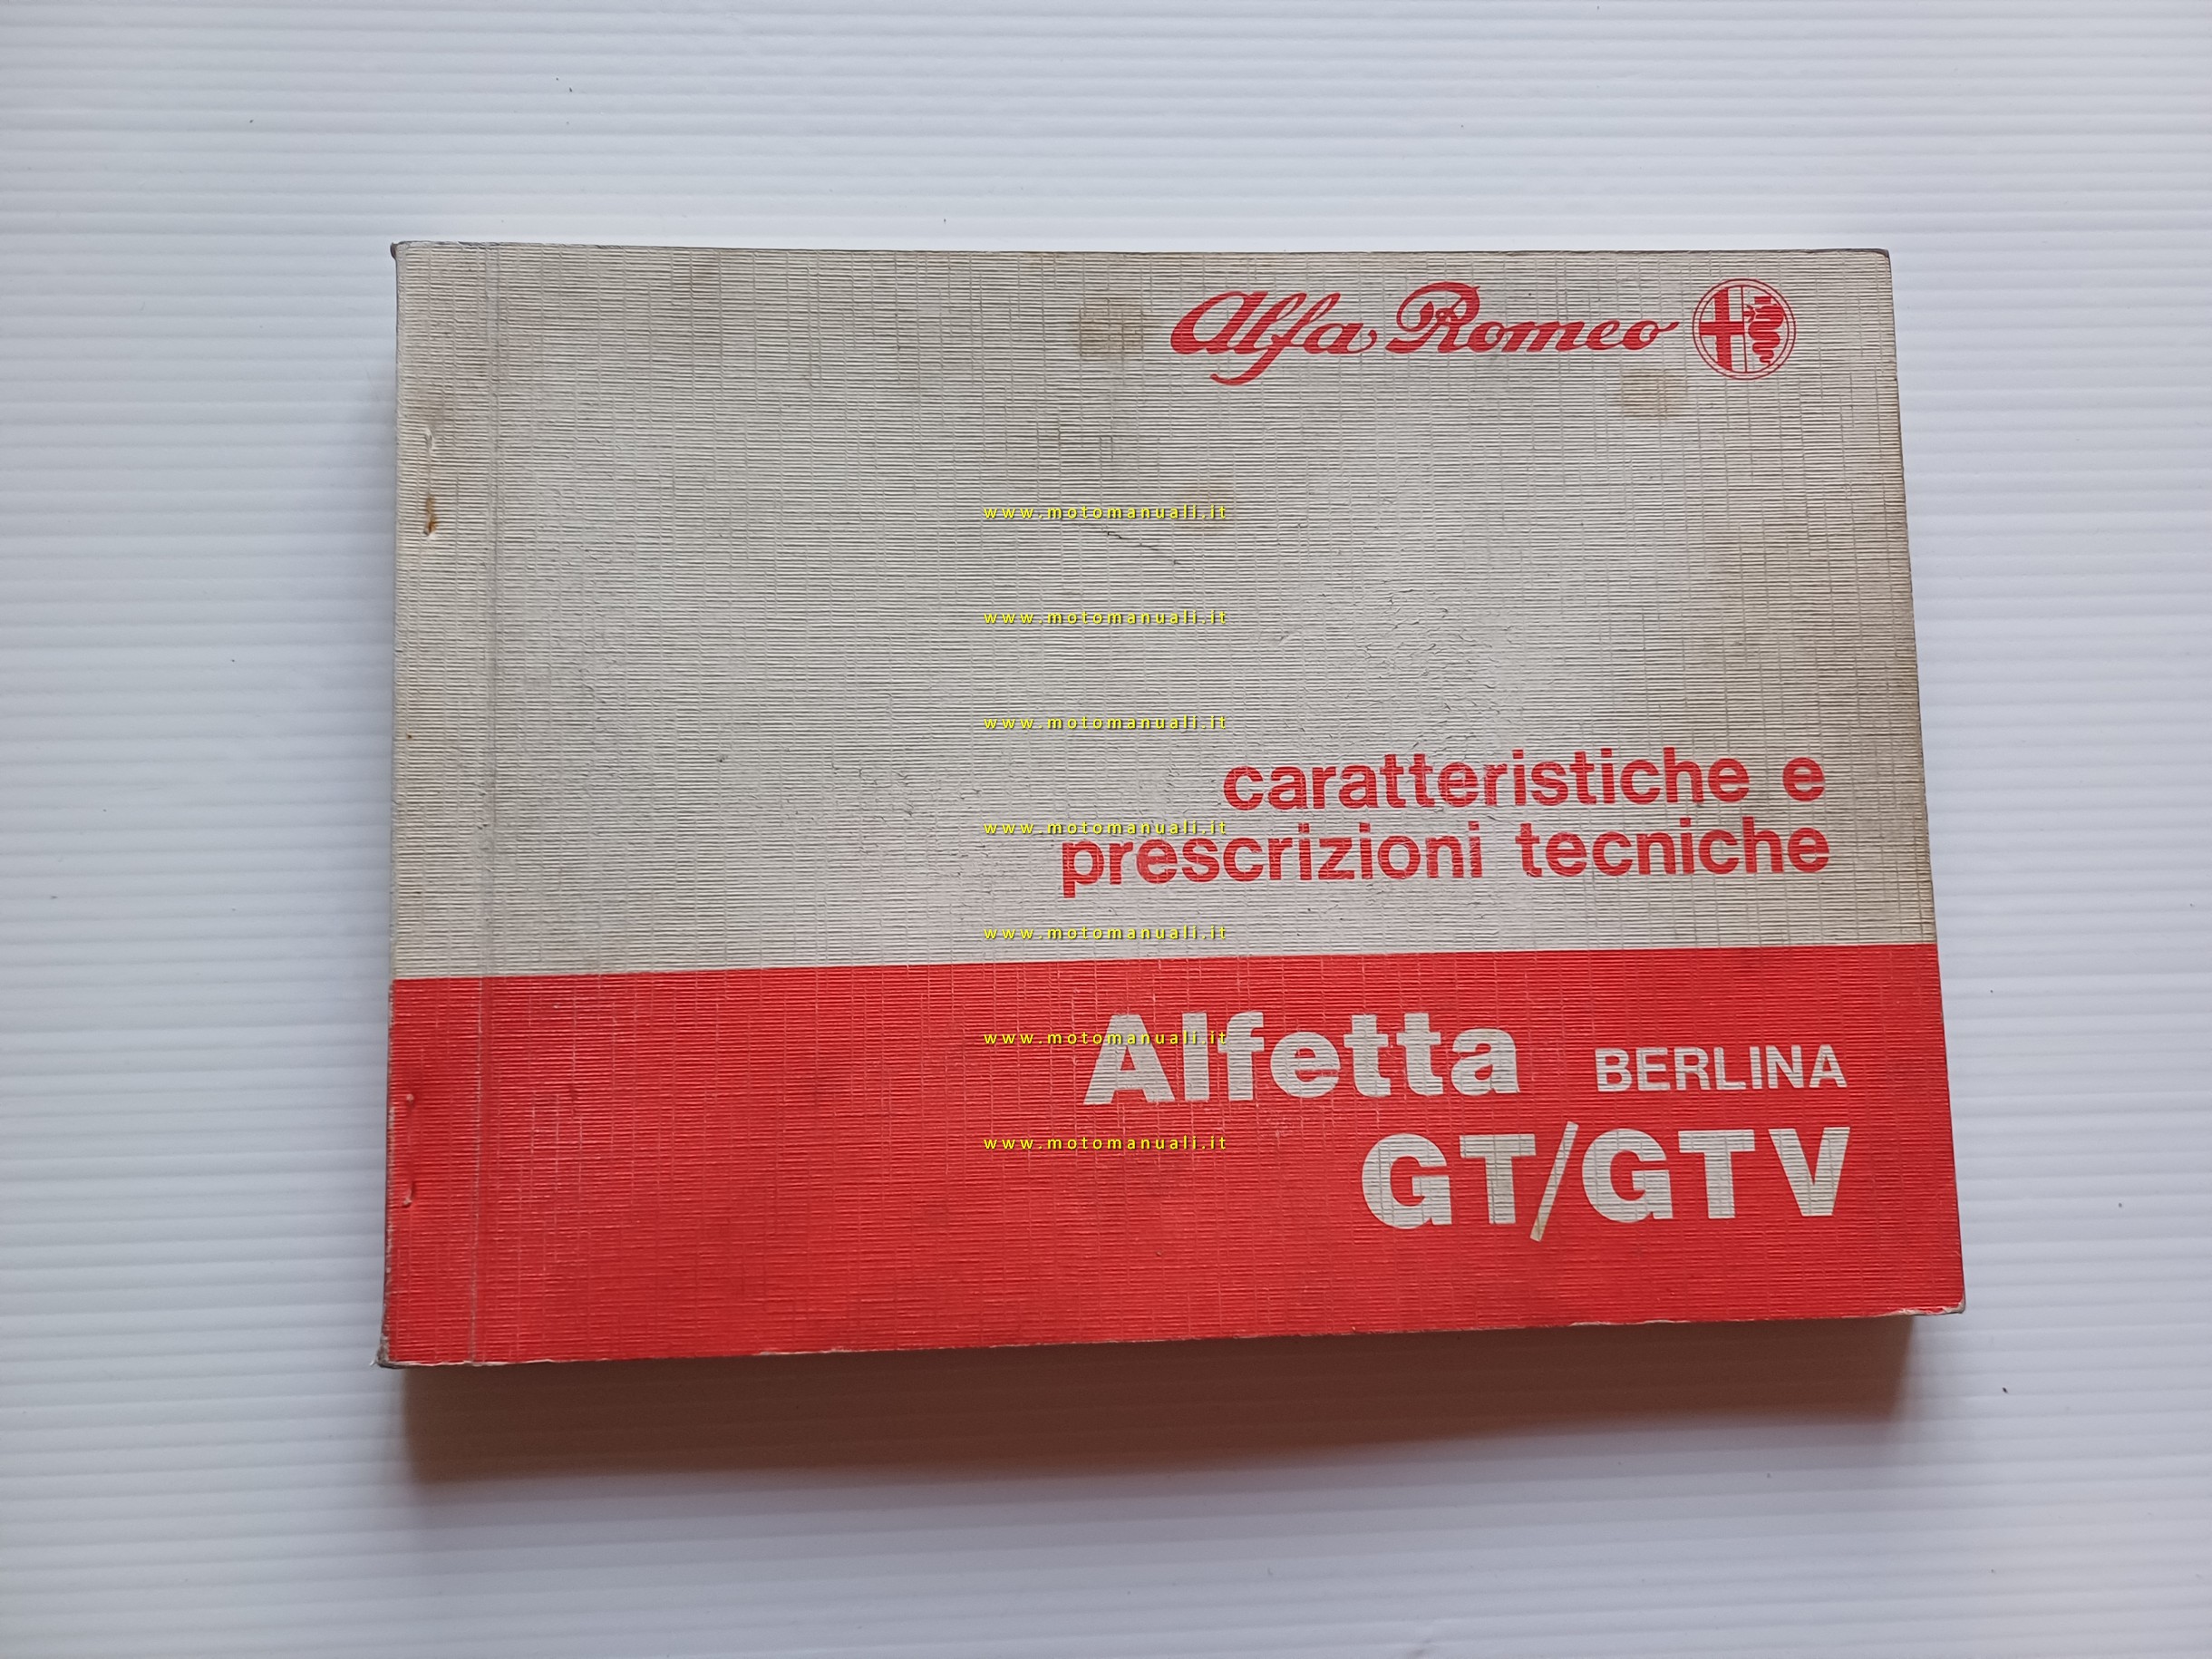 Alfa Romeo
www.motomanuali.it
www.motomanuali.it
www.motomanuali.it
caratteristiche e
www.motomanuali.it
prescrizioni tecniche
www.motomanuali.it
www.motomanuali.it
Alfetta BERLINA
www.motomanuali.it
GT/GTV